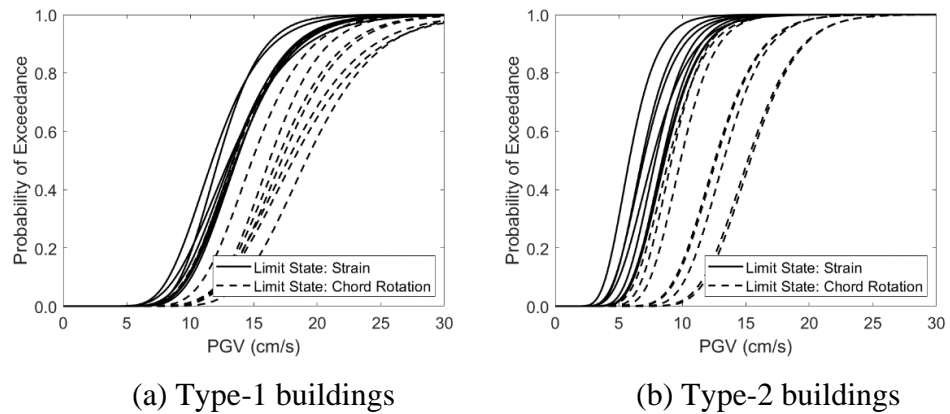 1.0
0.8
0.6
0.4
0.2
0.0
Probability of Exceedance
Limit State: Strain
Limit State: Chord Rotation
0 5 10 15 20 25 30
PGV (cm/s)
(a) Type-1 buildings
1.0
0.8
0.6
0.4
0.2
0.0
Probability of Exceedance
Limit State: Strain
Limit State: Chord Rotation
0 5 10 15 20 25 30
PGV (cm/s)
(b) Type-2 buildings